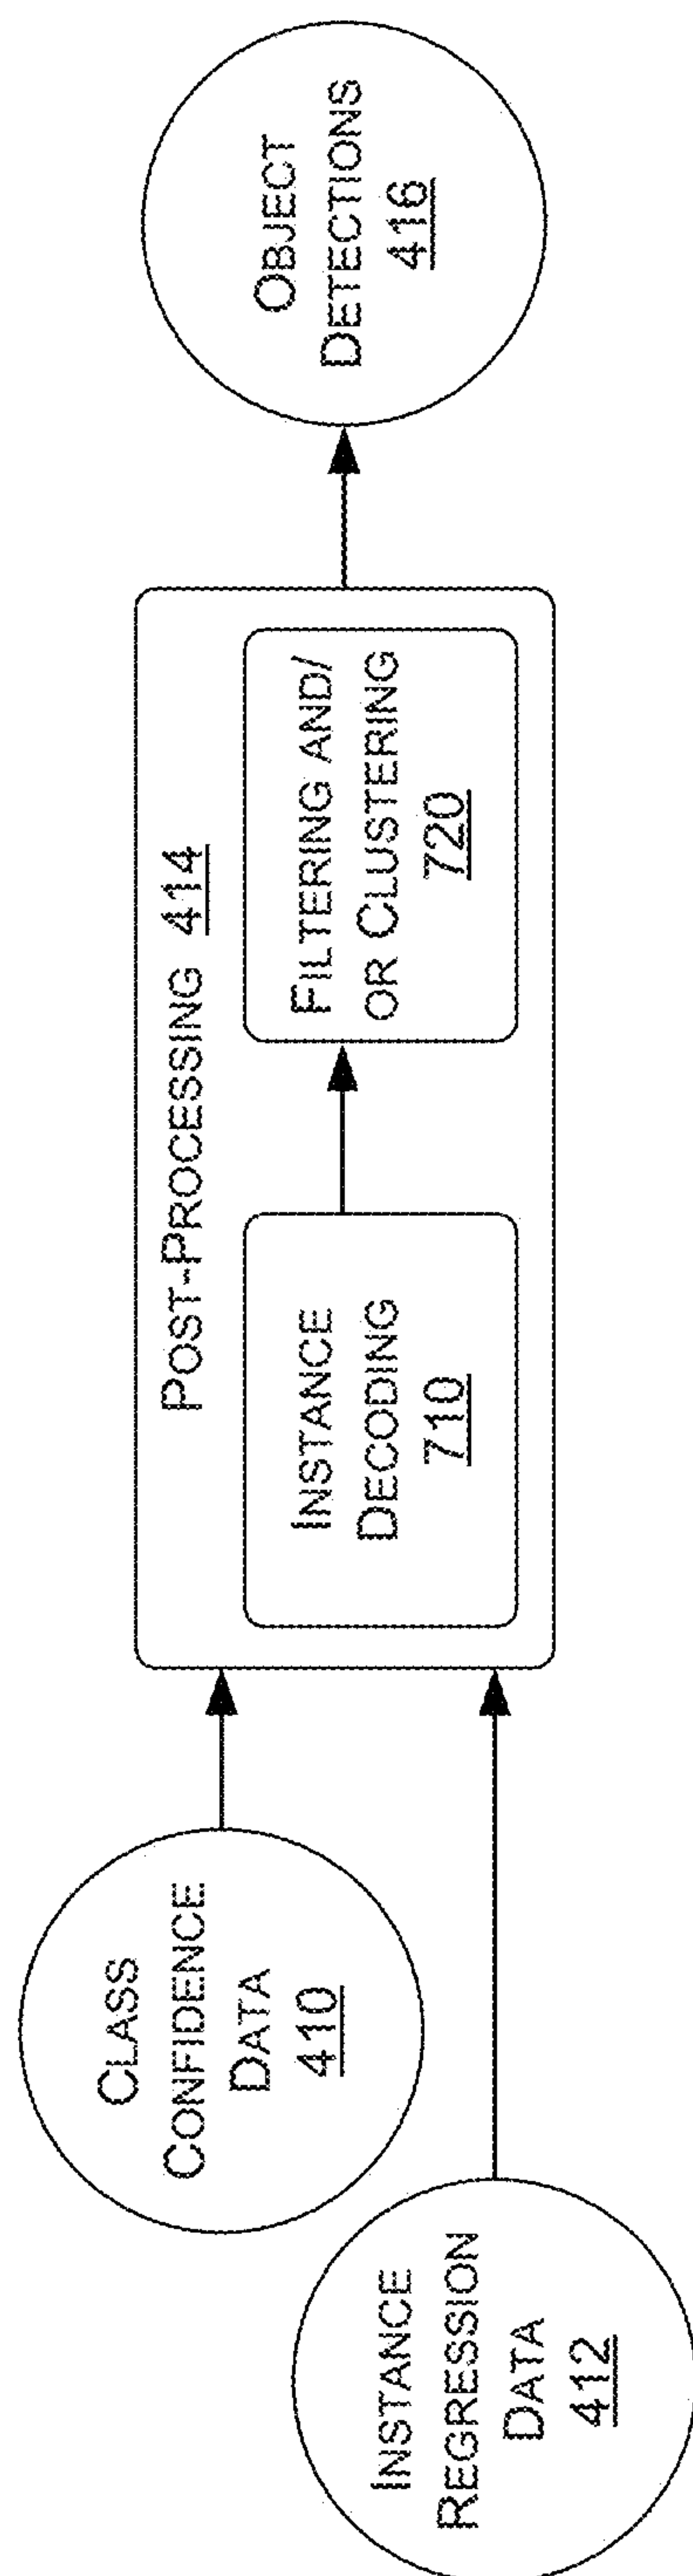 CLASS
CONFIDENCE
DATA
410
INSTANCE
REGRESSION
DATA
412
POST-PROCESSING 414
INSTANCE
DECODING
710
FILTERING AND/
OR CLUSTERING
720
OBJECT
DETECTIONS
416